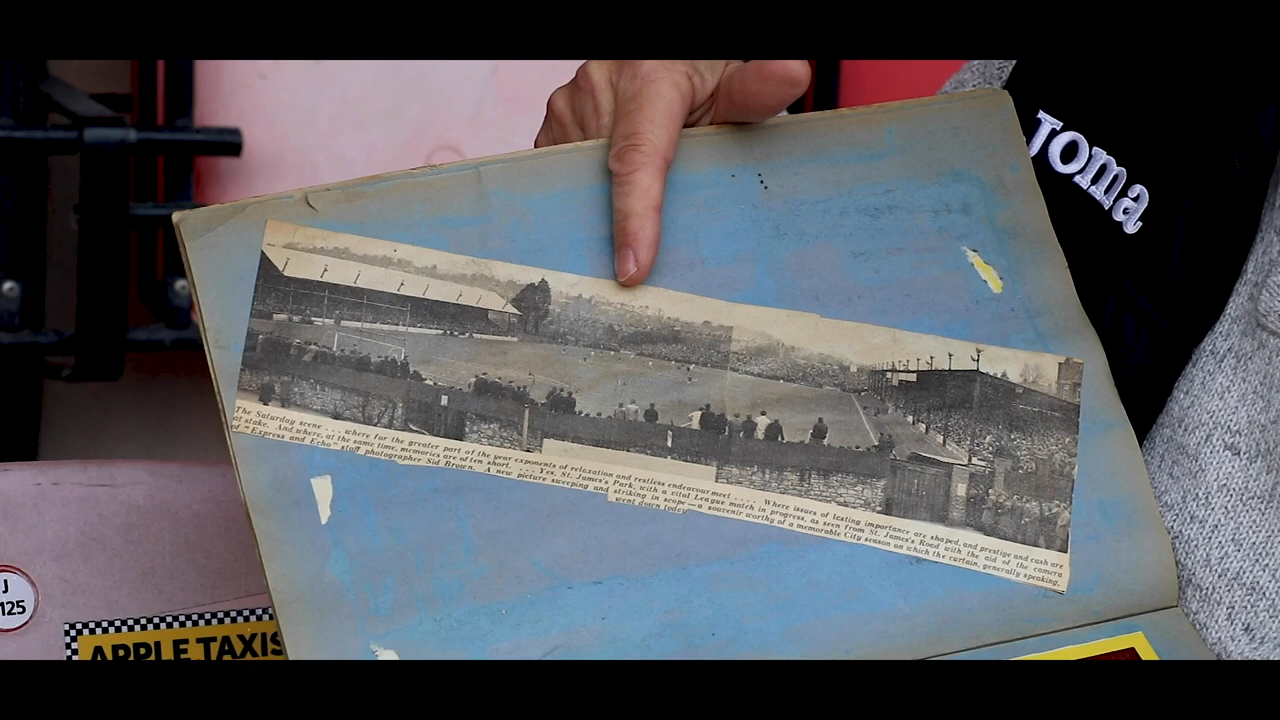 Joma
The Saturday scene ... where for the greater part of the year exponents of relaxation and restless endeavour meet .... Where issues of lasting importance are shaped, and prestige and cash are
at stake. And where, at the same time, memories are often short. ... Yes, St. James's Park, with a vital League match in progress, as seen from St. James's Road with the aid of the camera
of "Express and Echo" staff photographer Sid Brown. A new picture sweeping and striking in scope—a souvenir worthy of a memorable City season on which the curtain, generally speaking,
went down today.
J
125
APPLE TAXIS